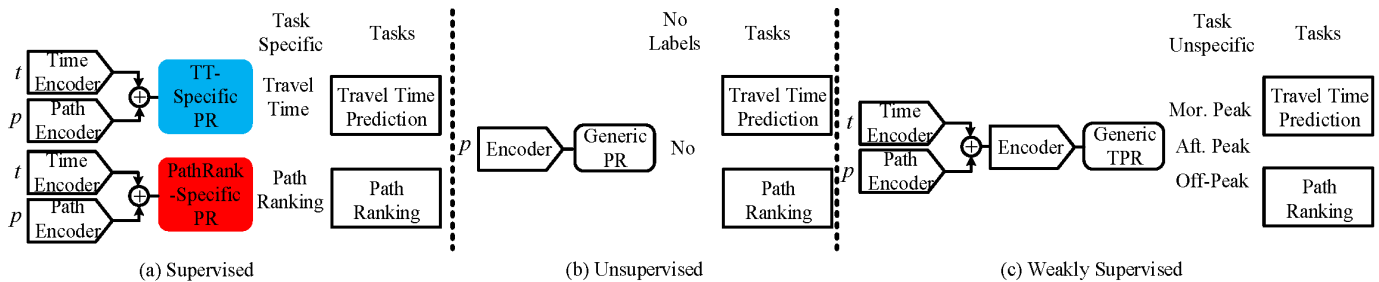 Task
Specific
Tasks
t
Time
Encoder
p
Path
Encoder
TT-
Specific
PR
Travel
Time
Travel Time
Prediction
t
Time
Encoder
p
Path
Encoder
PathRank
-Specific
PR
Path
Ranking
Path
Ranking
(a) Supervised
No
Labels
Tasks
p
Encoder
Generic
PR
No
Travel Time
Prediction
Path
Ranking
(b) Unsupervised
Task
Unspecific
Tasks
t
Time
Encoder
p
Path
Encoder
Encoder
Generic
TPR
Mor. Peak
Aft. Peak
Off-Peak
Travel Time
Prediction
Path
Ranking
(c) Weakly Supervised